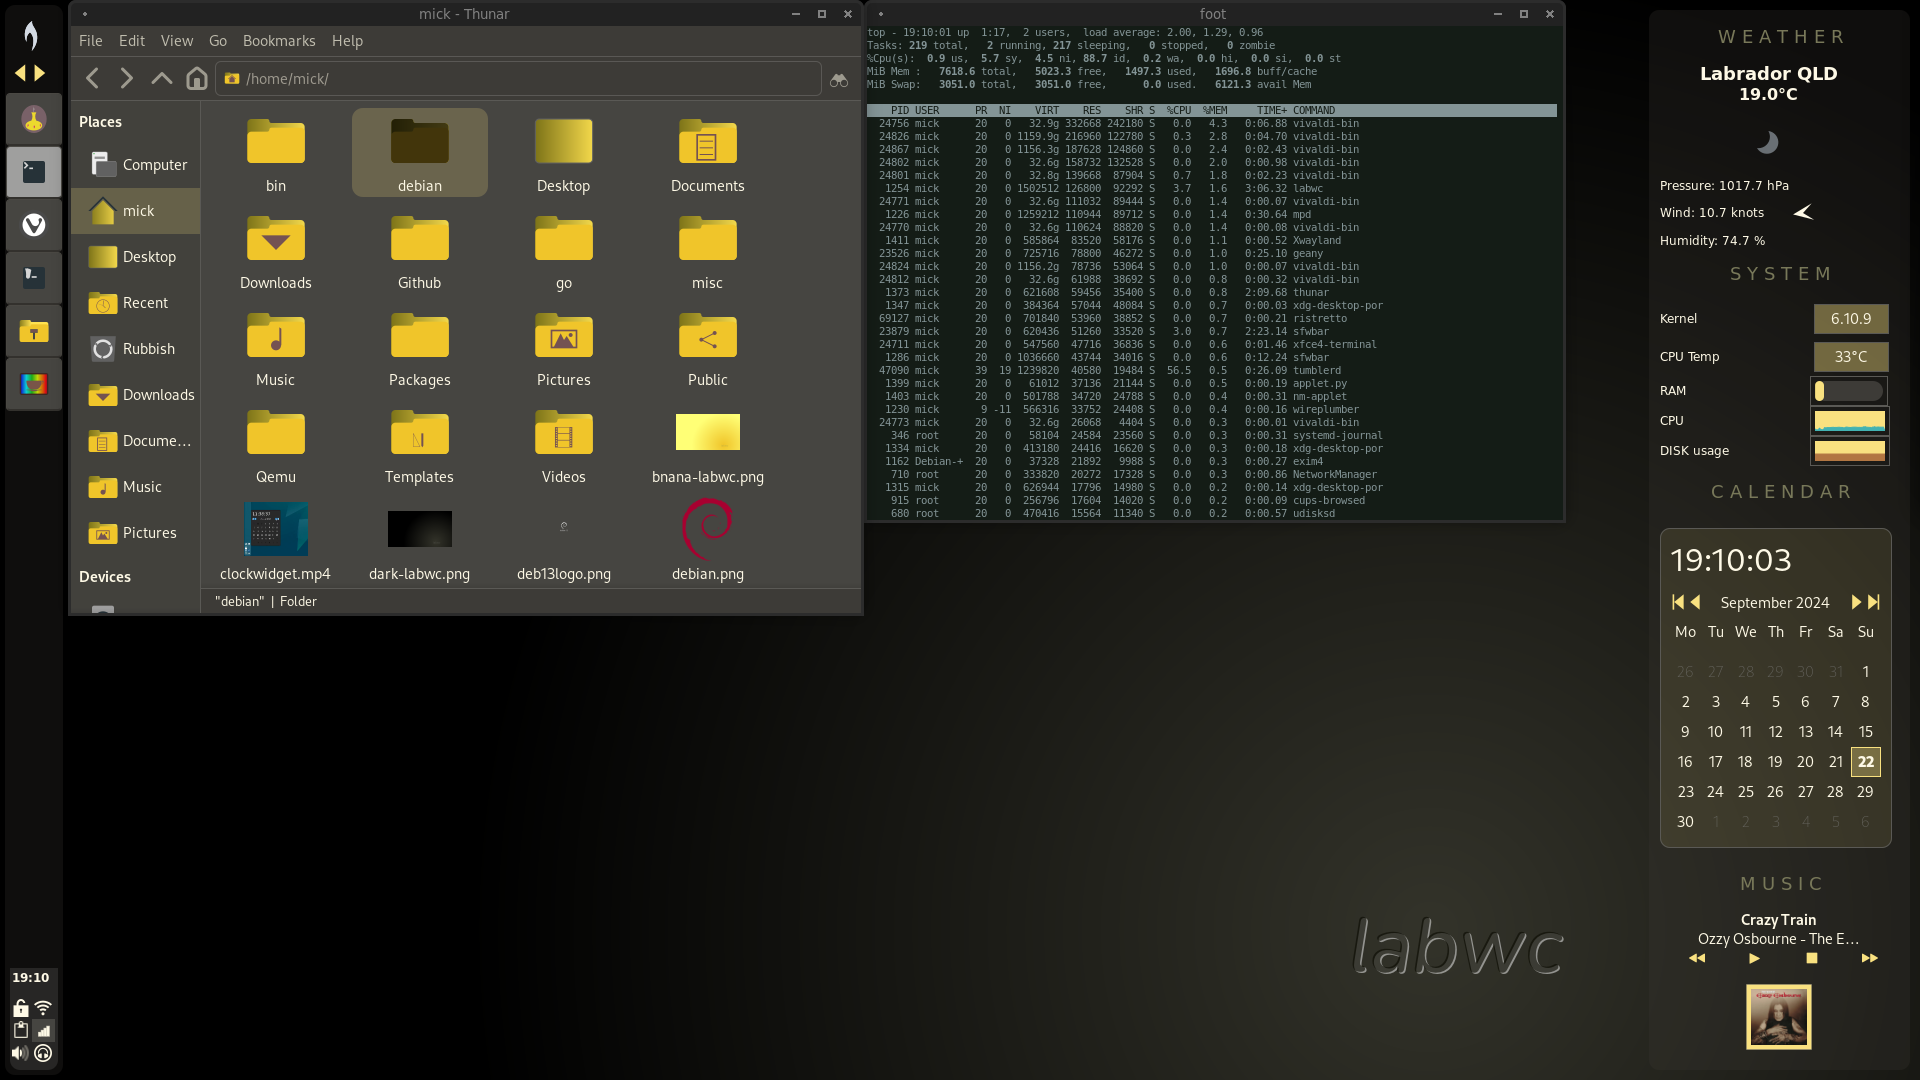 mick - Thunar
File Edit View Go Bookmarks Help
/home/mick/
Places
Computer
mick
Desktop
Recent
Rubbish
Downloads
Docume...
Music
Pictures
Devices
bin debian Desktop Documents
Downloads Github go misc
Music Packages Pictures Public
Qemu Templates Videos bnana-labwc.png
clockwidget.mp4 dark-labwc.png deb13logo.png debian.png
"debian" | Folder
foot
top - 19:10:01 up 1:17, 2 users, load average: 2.00, 1.29, 0.96
Tasks: 219 total, 2 running, 217 sleeping, 0 stopped, 0 zombie
%Cpu(s): 0.9 us, 5.7 sy, 4.5 ni, 88.7 id, 0.2 wa, 0.0 hi, 0.0 si, 0.0 st
MiB Mem : 7618.6 total, 5023.3 free, 1497.3 used, 1696.8 buff/cache
MiB Swap: 3051.0 total, 3051.0 free, 0.0 used. 6121.3 avail Mem
PID USER PR NI VIRT RES SHR S %CPU %MEM TIME+ COMMAND
24756 mick 20 0 32.9g 332668 242180 S 0.0 4.3 0:06.88 vivaldi-bin
24826 mick 20 0 1159.9g 216960 122780 S 0.3 2.8 0:04.70 vivaldi-bin
24867 mick 20 0 1156.3g 187628 124860 S 0.0 2.4 0:02.43 vivaldi-bin
24802 mick 20 0 32.6g 158732 132528 S 0.0 2.0 0:00.98 vivaldi-bin
24801 mick 20 0 32.8g 139668 87904 S 0.7 1.8 0:02.23 vivaldi-bin
1254 mick 20 0 1502512 126800 92292 S 3.7 1.6 3:06.32 labwc
24771 mick 20 0 32.6g 111032 89444 S 0.0 1.4 0:00.07 vivaldi-bin
1226 mick 20 0 1259212 110944 89712 S 0.0 1.4 0:30.64 mpd
24770 mick 20 0 32.6g 110624 88820 S 0.0 1.4 0:00.08 vivaldi-bin
1411 mick 20 0 585864 83520 58176 S 0.0 1.1 0:00.52 Xwayland
23526 mick 20 0 725716 78800 46272 S 0.0 1.0 0:25.10 geany
24824 mick 20 0 1156.2g 78736 53064 S 0.0 1.0 0:00.07 vivaldi-bin
24812 mick 20 0 32.6g 61988 38692 S 0.0 0.8 0:00.32 vivaldi-bin
1373 mick 20 0 621608 59456 35400 S 0.0 0.8 2:09.68 thunar
1347 mick 20 0 384364 57044 48084 S 0.0 0.7 0:00.03 xdg-desktop-por
69127 mick 20 0 701840 53960 38852 S 0.0 0.7 0:00.21 ristretto
23879 mick 20 0 620436 51260 33520 S 3.0 0.7 2:23.14 sfwbar
24711 mick 20 0 547560 47716 36836 S 0.0 0.6 0:01.46 xfce4-terminal
1286 mick 20 0 1036660 43744 34016 S 0.0 0.6 0:12.24 sfwbar
47090 mick 39 19 1239820 40580 19484 S 56.5 0.5 0:26.09 tumblerd
1399 mick 20 0 61012 37136 21144 S 0.0 0.5 0:00.19 applet.py
1403 mick 20 0 501788 34720 24788 S 0.0 0.4 0:00.31 nm-applet
1230 mick 9 -11 566316 33752 24408 S 0.0 0.4 0:00.16 wireplumber
24773 mick 20 0 32.6g 26068 4404 S 0.0 0.3 0:00.01 vivaldi-bin
346 root 20 0 58104 24584 23560 S 0.0 0.3 0:00.31 systemd-journal
1334 mick 20 0 413180 24416 16620 S 0.0 0.3 0:00.18 xdg-desktop-por
1162 Debian-+ 20 0 37328 21892 9988 S 0.0 0.3 0:00.27 exim4
710 root 20 0 333820 20272 17328 S 0.0 0.3 0:00.86 NetworkManager
1315 mick 20 0 626944 17796 14980 S 0.0 0.2 0:00.14 xdg-desktop-por
915 root 20 0 256796 17604 14020 S 0.0 0.2 0:00.09 cups-browsed
680 root 20 0 470416 15564 11340 S 0.0 0.2 0:00.57 udisksd
labwc
WEATHER
Labrador QLD
19.0°C
Pressure: 1017.7 hPa
Wind: 10.7 knots
Humidity: 74.7 %
SYSTEM
Kernel 6.10.9
CPU Temp 33°C
RAM
CPU
DISK usage
CALENDAR
19:10:03
September 2024
Mo Tu We Th Fr Sa Su
26 27 28 29 30 31 1
2 3 4 5 6 7 8
9 10 11 12 13 14 15
16 17 18 19 20 21 22
23 24 25 26 27 28 29
30 1 2 3 4 5 6
MUSIC
Crazy Train
Ozzy Osbourne - The E...
19:10